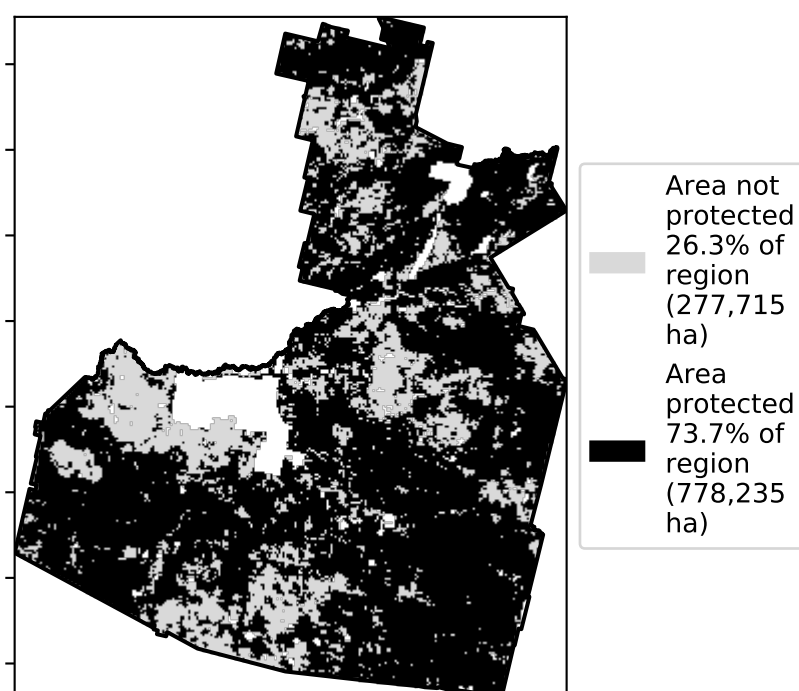 Area not
protected
26.3% of
region
(277,715
ha)
Area
protected
73.7% of
region
(778,235
ha)